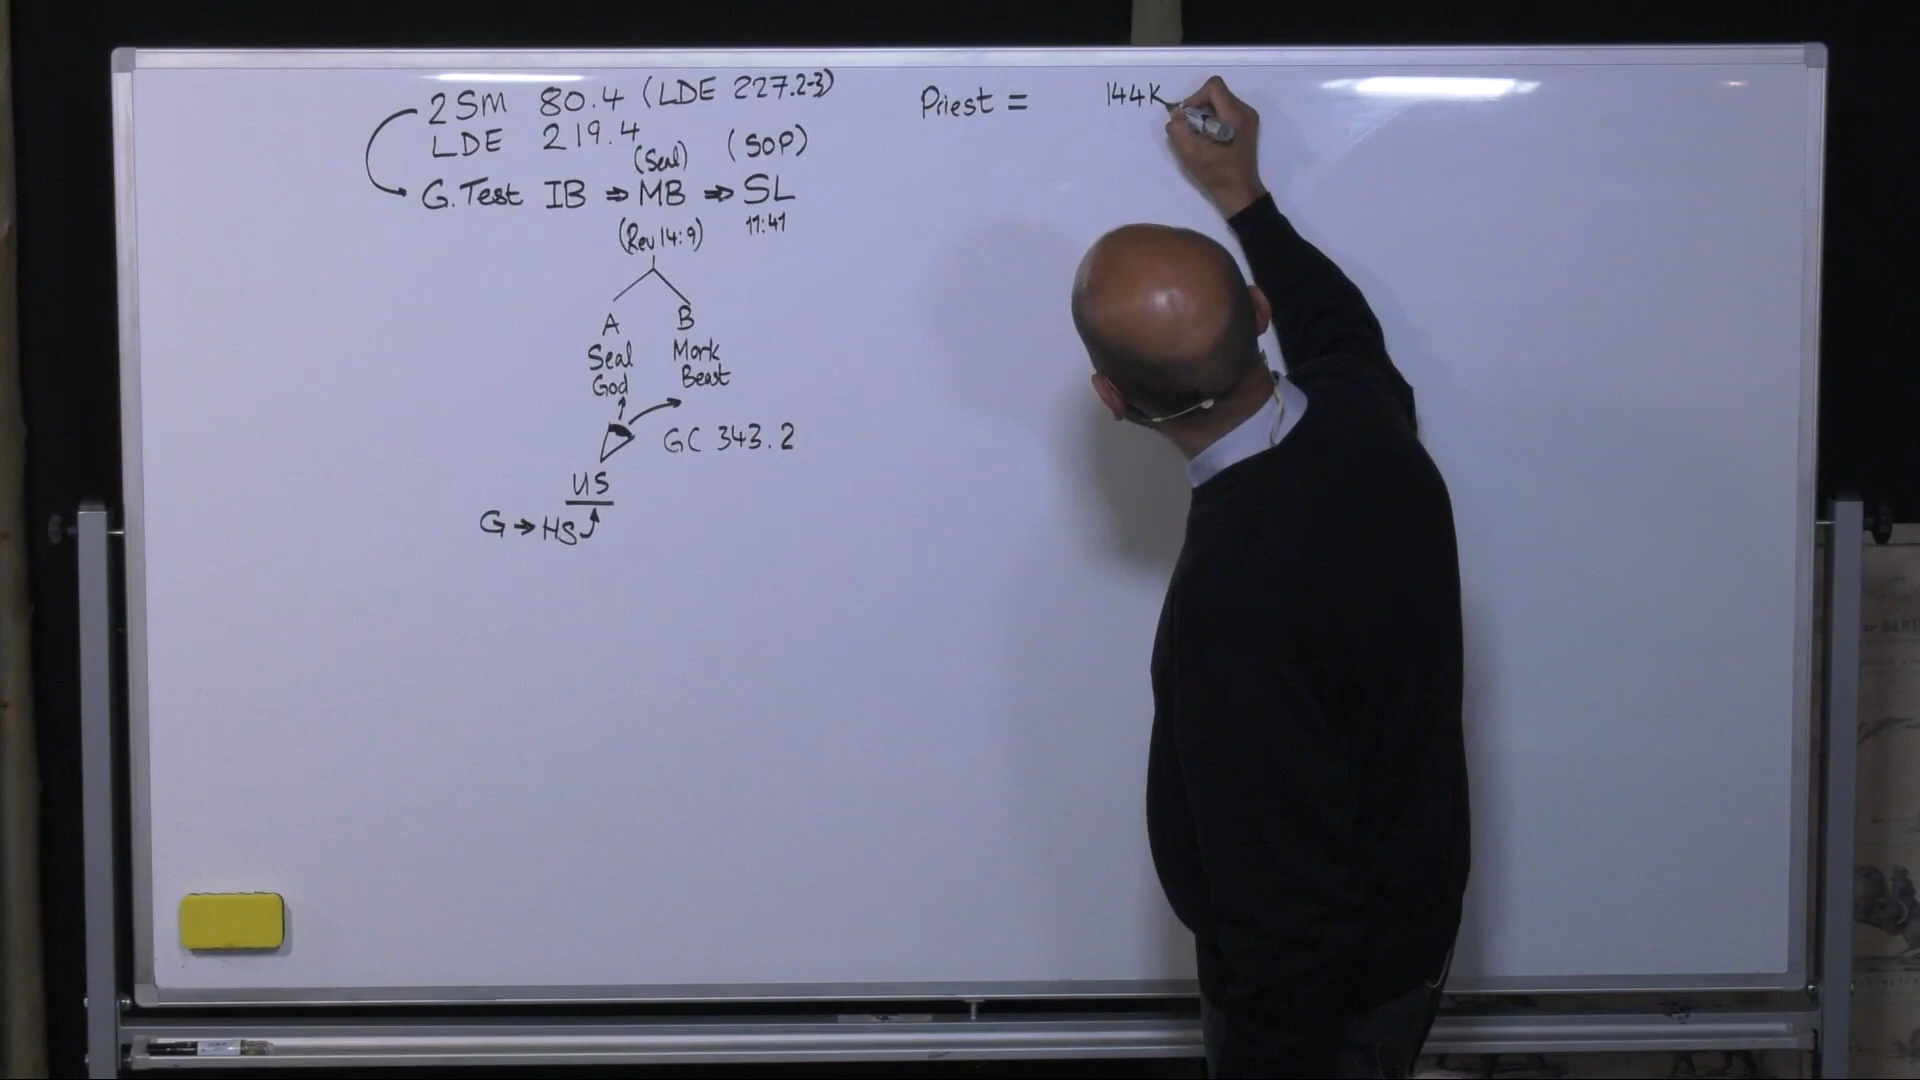 2SM 80.4 (LDE 227.2-3)
LDE 219.4
(Seal) (SOP)
G.Test IB ⇒ MB ⇒ SL
(Rev 14:9) 11:41
A B
Seal Mark
God Beast
GC 343.2
US
G → HS
Priest = 144K